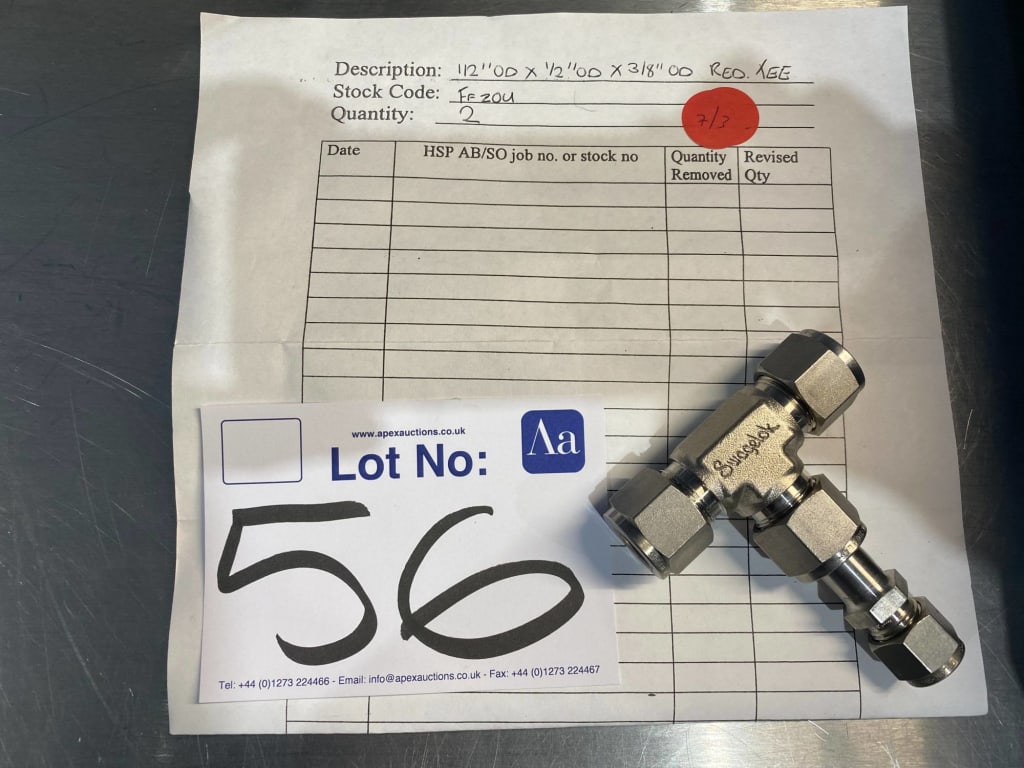 Description: 1/2"OD X 1/2"OD X 3/8"OD RED. TEE
Stock Code: FF20U
Quantity: 2
7/3
Date HSP AB/SO job no. or stock no Quantity Removed Revised Qty
Swagelok
www.apexauctions.co.uk
Aa
Lot No:
56
Tel: +44 (0)1273 224466 - Email: info@apexauctions.co.uk - Fax: +44 (0)1273 224467